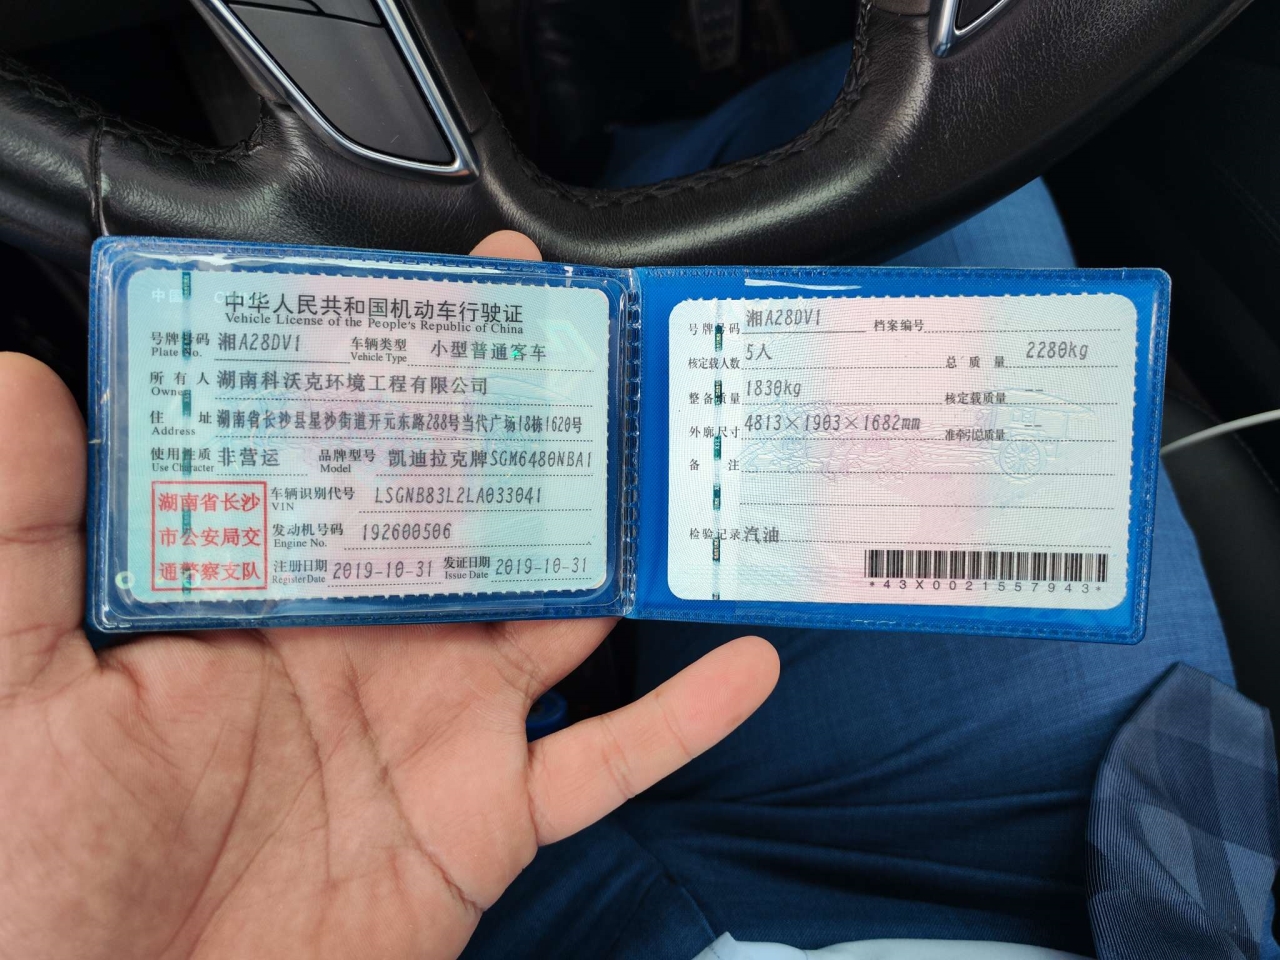 中国
中华人民共和国机动车行驶证
Vehicle License of the People's Republic of China
号牌号码 Plate No. 湘A28DV1 车辆类型 Vehicle Type 小型普通客车
所有人 Owner 湖南科沃克环境工程有限公司
住址 Address 湖南省长沙县星沙街道开元东路288号当代广场18栋1620号
使用性质 Use Character 非营运 品牌型号 Model 凯迪拉克牌SGM6480NBA1
湖南省长沙
市公安局交
通警察支队
车辆识别代号 VIN LSGNB83L2LA033041
发动机号码 Engine No. 192600506
注册日期 Register Date 2019-10-31 发证日期 Issue Date 2019-10-31
号牌号码 湘A28DV1 档案编号
核定载人数 5人 总质量 2280kg
整备质量 1830kg 核定载质量 --
外廓尺寸 4813×1903×1682mm 准牵引总质量 --
备注
检验记录 汽油
*43X0021557943*